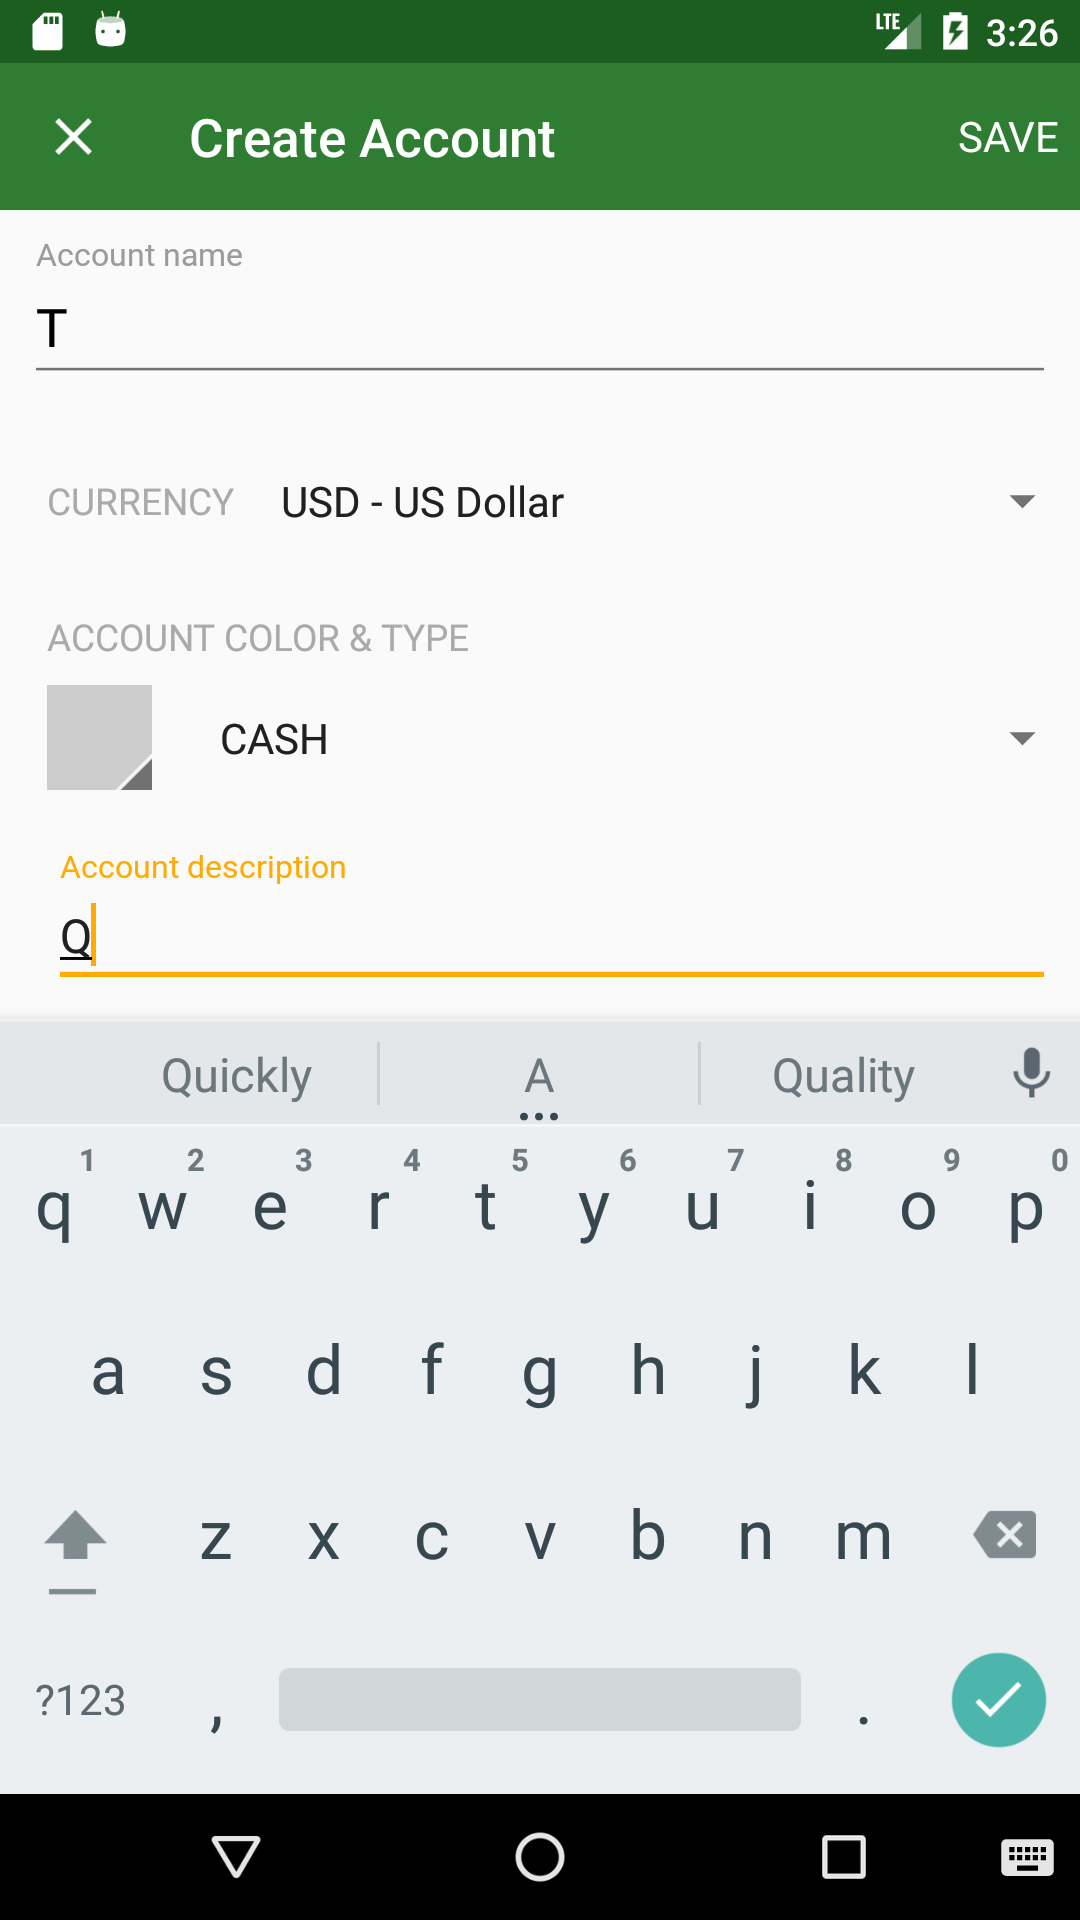 LTE 3:26
Create Account SAVE
Account name
T
CURRENCY USD - US Dollar
ACCOUNT COLOR & TYPE
CASH
Account description
Q
Quickly A Quality
1 2 3 4 5 6 7 8 9 0
q w e r t y u i o p
a s d f g h j k l
z x c v b n m
?123 , .